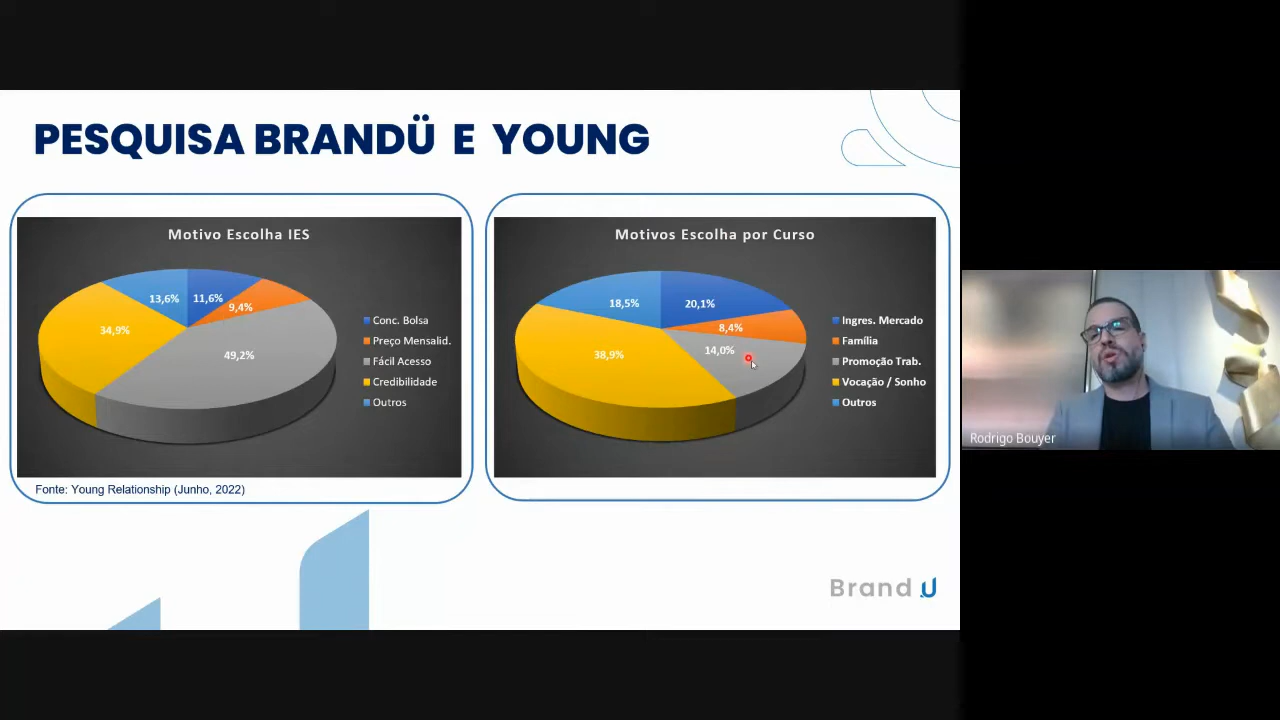 PESQUISA BRANDÜ E YOUNG
Motivo Escolha IES
13,6%
11,6%
9,4%
34,9%
49,2%
Conc. Bolsa
Preço Mensalid.
Fácil Acesso
Credibilidade
Outros
Fonte: Young Relationship (Junho, 2022)
Motivos Escolha por Curso
18,5%
20,1%
8,4%
14,0%
38,9%
Ingres. Mercado
Família
Promoção Trab.
Vocação / Sonho
Outros
Brand U
Rodrigo Bouyer